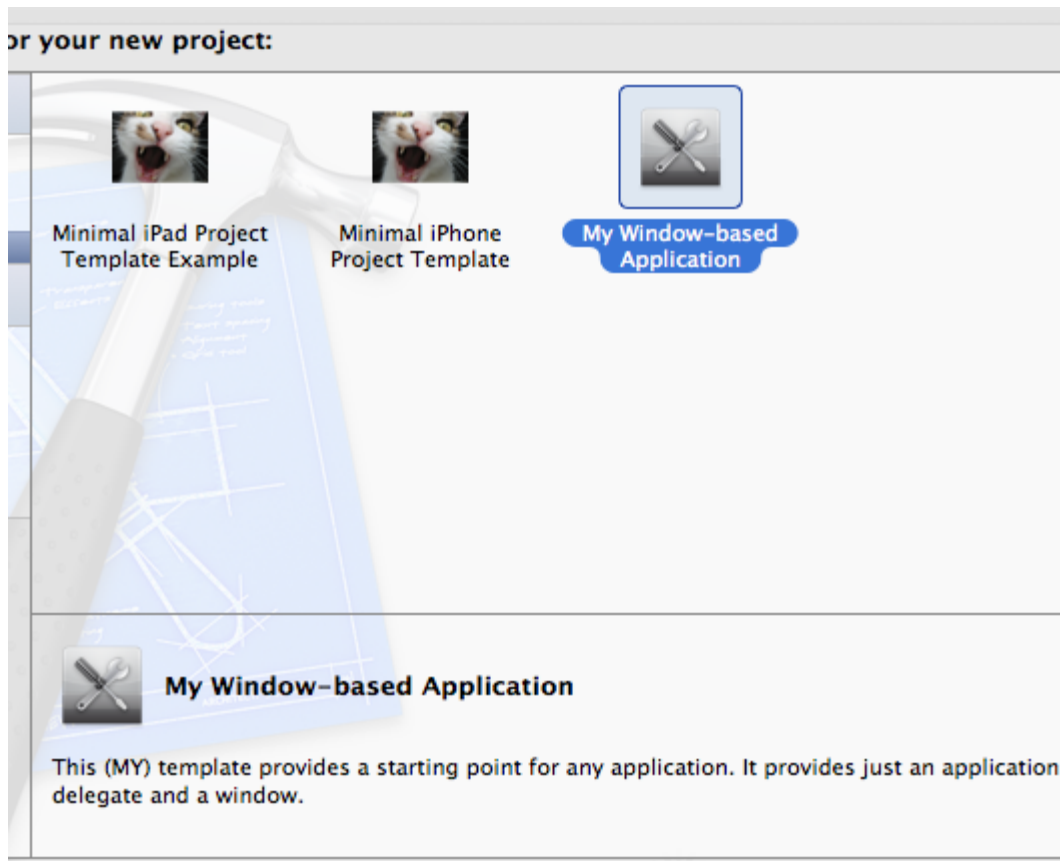 or your new project:
Minimal iPad Project
Template Example
Minimal iPhone
Project Template
My Window-based
Application
My Window-based Application
This (MY) template provides a starting point for any application. It provides just an application
delegate and a window.